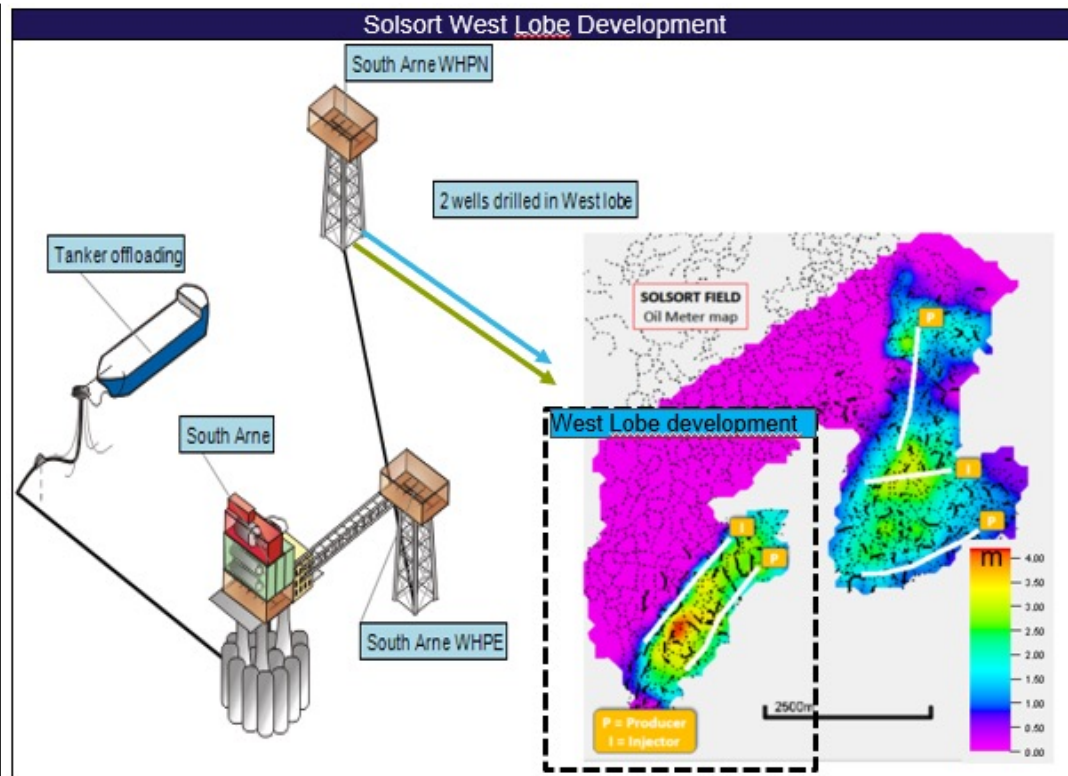 Solsort West Lobe Development
South Arne WHPN
2 wells drilled in West lobe
Tanker offloading
South Arne
South Arne WHPE
SOLSORT FIELD
Oil Meter map
West Lobe development
P
I
P
I
P
m
4.00
3.50
3.00
2.50
2.00
1.50
1.00
0.50
0.00
2500m
P = Producer
I = Injector